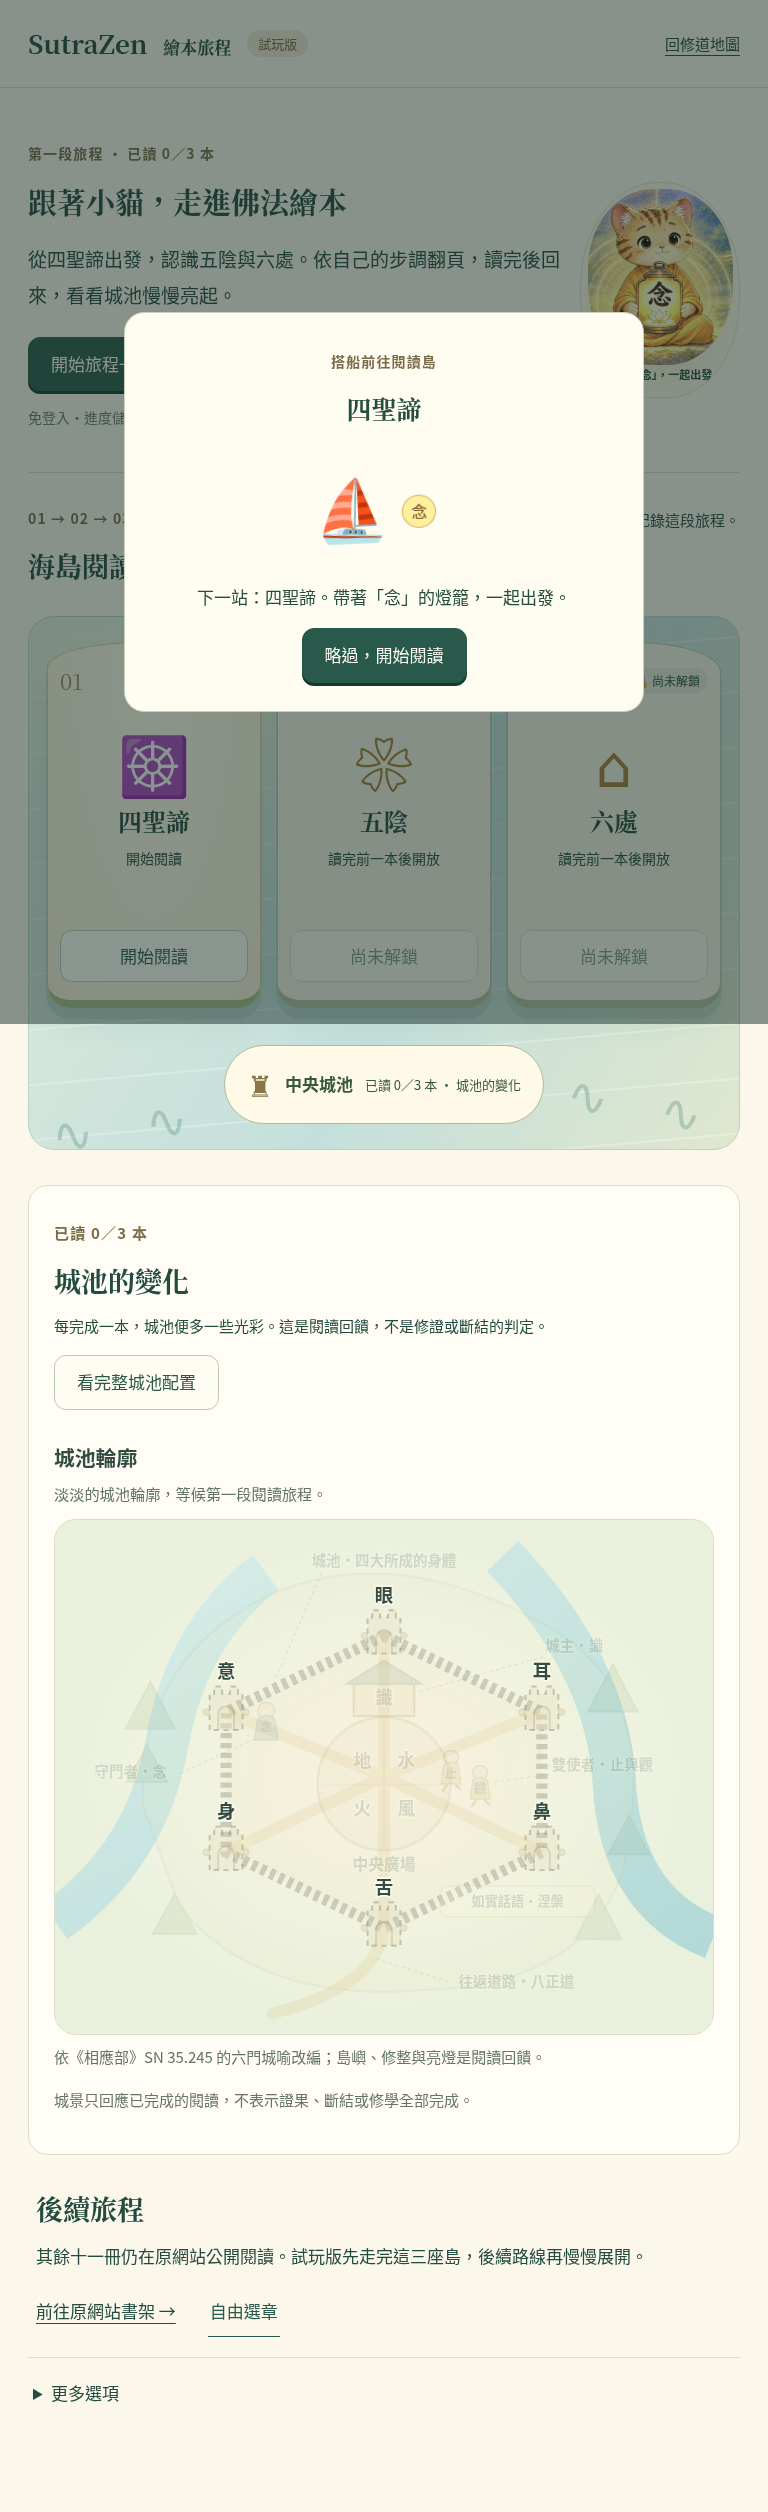 SutraZen 繪本旅程 試玩版 回修道地圖
第一段旅程 · 已讀 0／3 本
跟著小貓，走進佛法繪本
從四聖諦出發，認識五陰與六處。依自己的步調翻頁，讀完後回
來，看看城池慢慢亮起。
念
念」，一起出發
開始旅程
免登入・進度儲
搭船前往閱讀島
四聖諦
念
下一站：四聖諦。帶著「念」的燈籠，一起出發。
略過，開始閱讀
01 → 02 → 0
記錄這段旅程。
海島閱讀
01
尚未解鎖
四聖諦
開始閱讀
開始閱讀
五陰
讀完前一本後開放
尚未解鎖
六處
讀完前一本後開放
尚未解鎖
中央城池 已讀 0／3 本 · 城池的變化
已讀 0／3 本
城池的變化
每完成一本，城池便多一些光彩。這是閱讀回饋，不是修證或斷結的判定。
看完整城池配置
城池輪廓
淡淡的城池輪廓，等候第一段閱讀旅程。
城池・四大所成的身體
眼
城主・識
意
耳
識
念
地 水
守門者・念
雙使者・止與觀
止
觀
火 風
身
鼻
中央廣場
舌
如實話語・涅槃
往返道路・八正道
依《相應部》SN 35.245 的六門城喻改編；島嶼、修整與亮燈是閱讀回饋。
城景只回應已完成的閱讀，不表示證果、斷結或修學全部完成。
後續旅程
其餘十一冊仍在原網站公開閱讀。試玩版先走完這三座島，後續路線再慢慢展開。
前往原網站書架 → 自由選章
▶ 更多選項